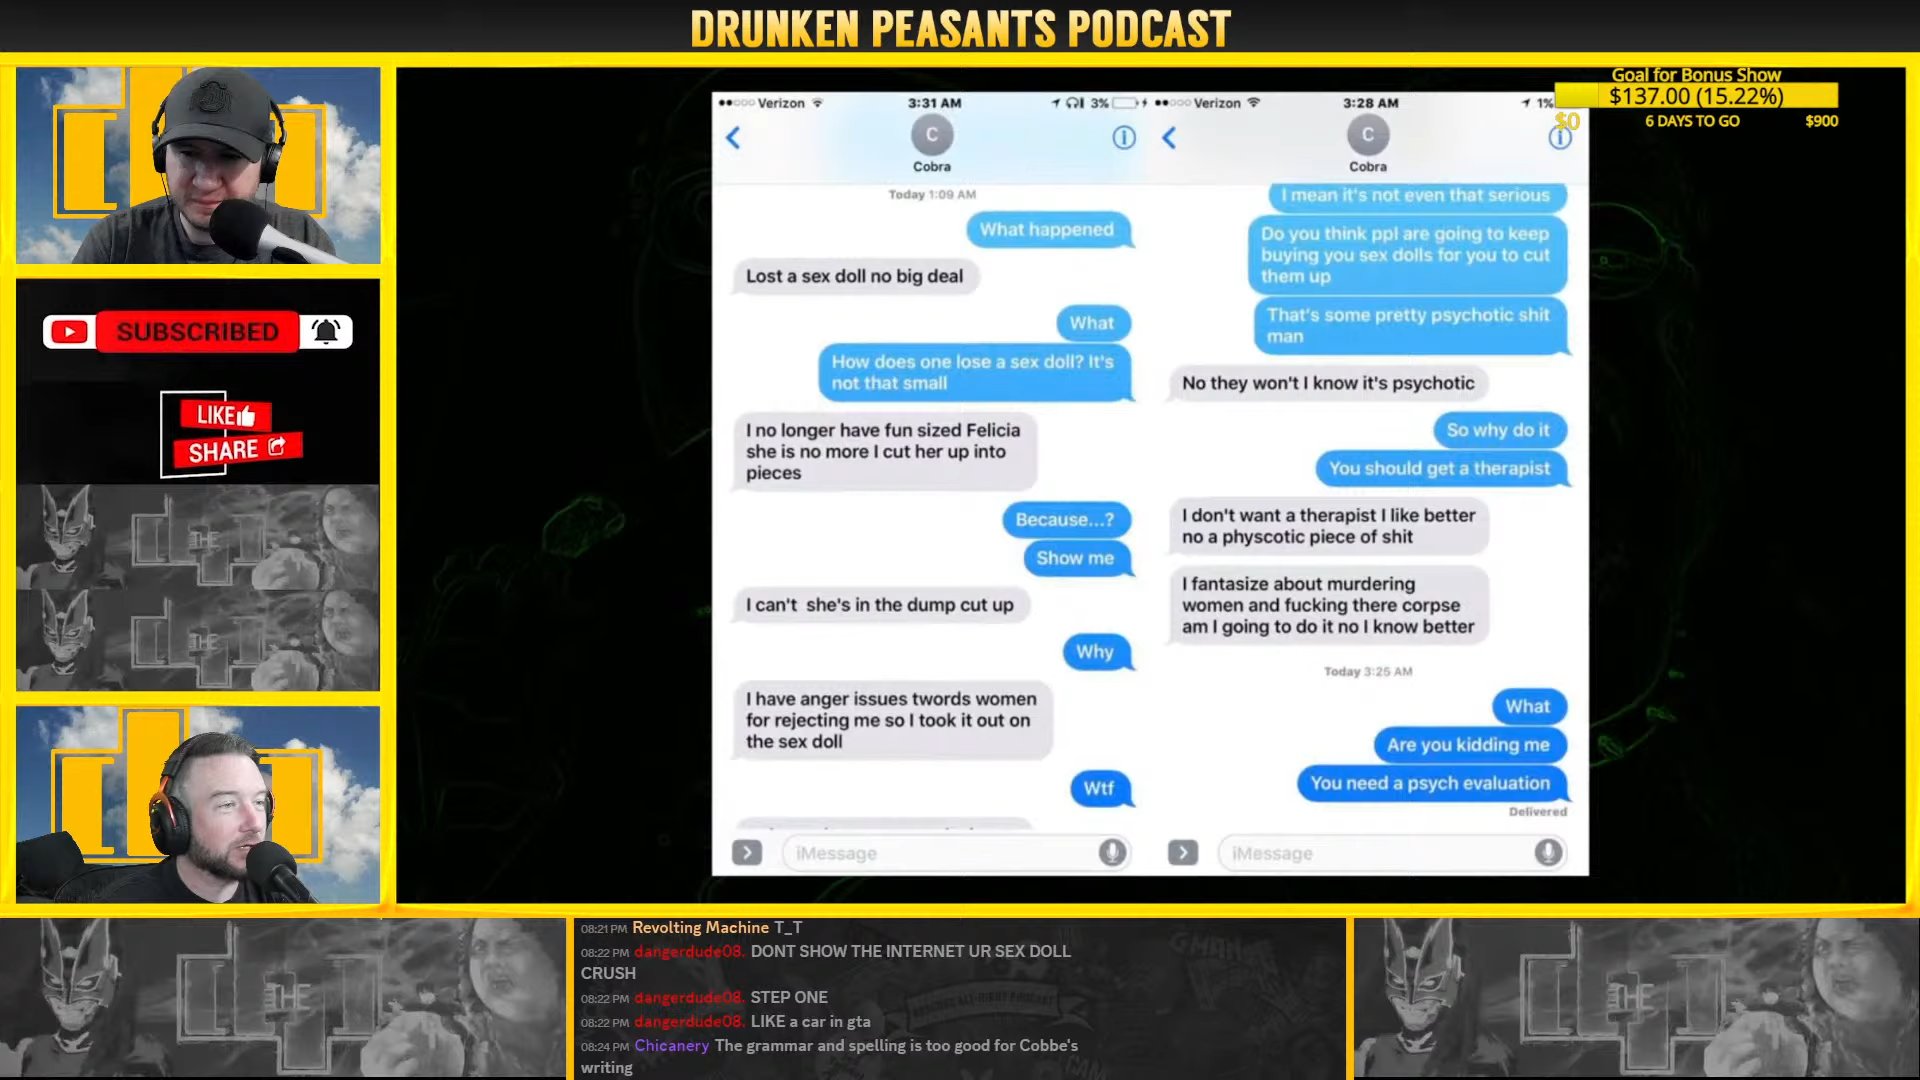 DRUNKEN PEASANTS PODCAST
Goal for Bonus Show
$137.00 (15.22%)
$0
6 DAYS TO GO
$900
SUBSCRIBED
LIKE
SHARE
Verizon
3:31 AM
3%
C
Cobra
Today 1:09 AM
What happened
Lost a sex doll no big deal
What
How does one lose a sex doll? It's
not that small
I no longer have fun sized Felicia
she is no more I cut her up into
pieces
Because...?
Show me
I can't she's in the dump cut up
Why
I have anger issues twords women
for rejecting me so I took it out on
the sex doll
Wtf
iMessage
Verizon
3:28 AM
1%
C
Cobra
I mean it's not even that serious
Do you think ppl are going to keep
buying you sex dolls for you to cut
them up
That's some pretty psychotic shit
man
No they won't I know it's psychotic
So why do it
You should get a therapist
I don't want a therapist I like better
no a physcotic piece of shit
I fantasize about murdering
women and fucking there corpse
am I going to do it no I know better
Today 3:25 AM
What
Are you kidding me
You need a psych evaluation
Delivered
iMessage
THE
THE
08:21 PM Revolting Machine T_T
08:22 PM dangerdude08. DONT SHOW THE INTERNET UR SEX DOLL
CRUSH
08:22 PM dangerdude08. STEP ONE
08:22 PM dangerdude08. LIKE a car in gta
08:24 PM Chicanery The grammar and spelling is too good for Cobbe's
writing
THE
THE